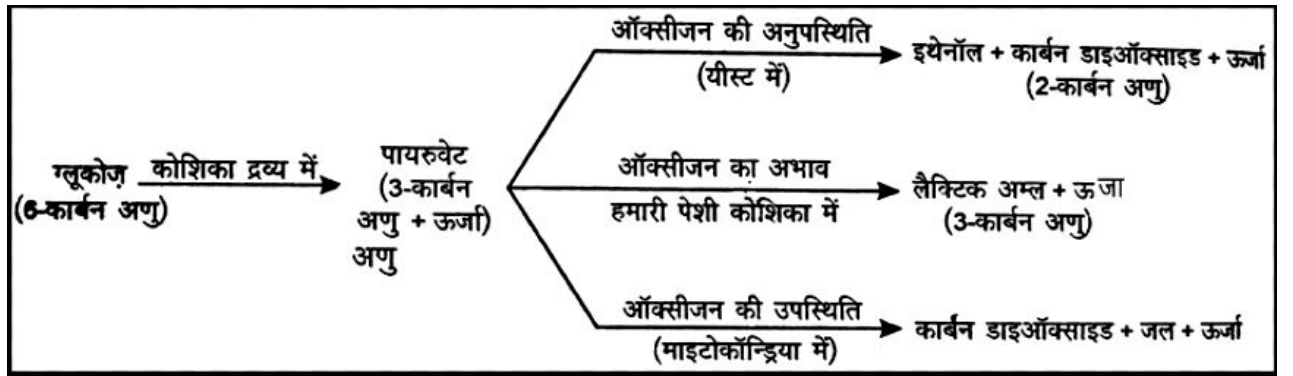 ऑक्सीजन की अनुपस्थिति
(यीस्ट में)
इथेनॉल + कार्बन डाइऑक्साइड + ऊर्जा
(2-कार्बन अणु)
ग्लूकोज़
(6-कार्बन अणु)
कोशिका द्रव्य में
पायरुवेट
(3-कार्बन
अणु + ऊर्जा)
अणु
ऑक्सीजन का अभाव
हमारी पेशी कोशिका में
लैक्टिक अम्ल + ऊजा
(3-कार्बन अणु)
ऑक्सीजन की उपस्थिति
(माइटोकॉन्ड्रिया में)
कार्बन डाइऑक्साइड + जल + ऊर्जा